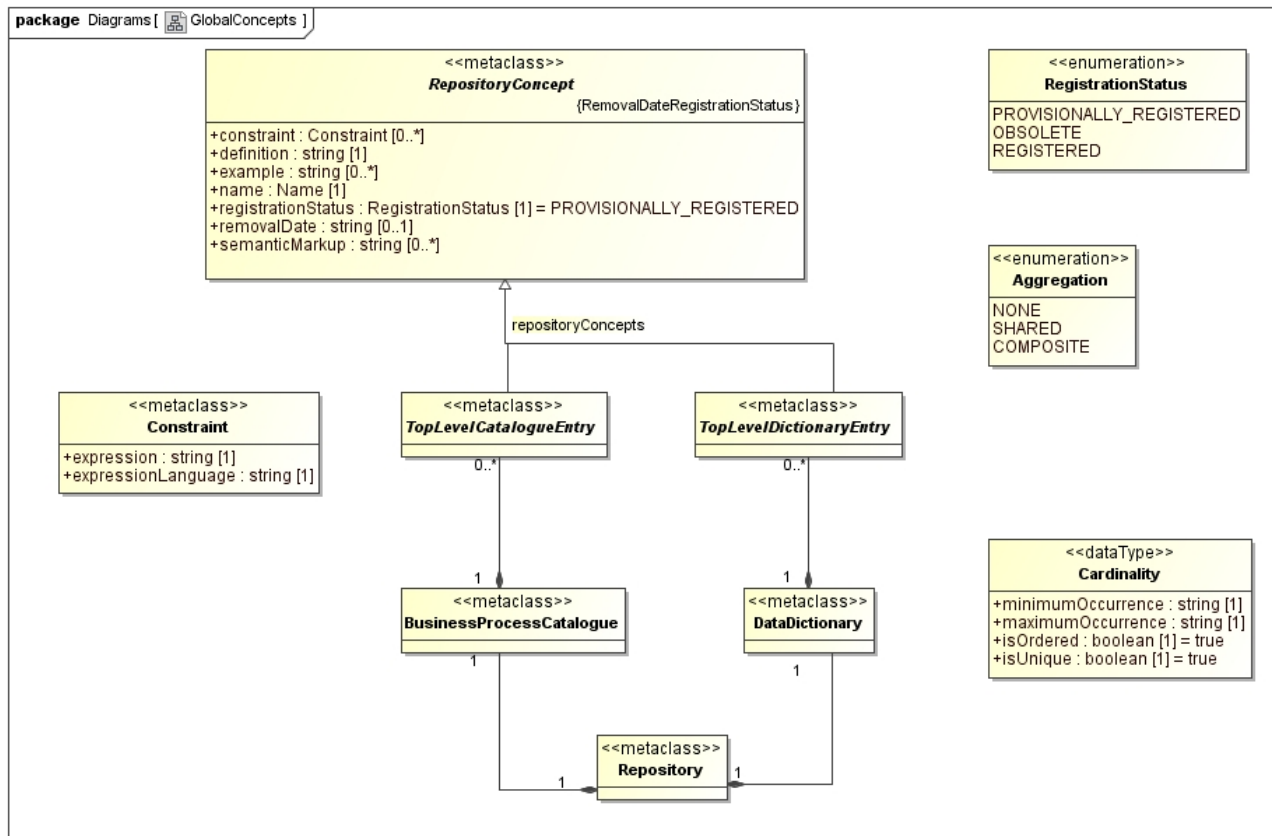 package Diagrams [ GlobalConcepts ]
<<metaclass>>
RepositoryConcept
{RemovalDateRegistrationStatus}
+constraint : Constraint [0..*]
+definition : string [1]
+example : string [0..*]
+name : Name [1]
+registrationStatus : RegistrationStatus [1] = PROVISIONALLY_REGISTERED
+removalDate : string [0..1]
+semanticMarkup : string [0..*]
<<enumeration>>
RegistrationStatus
PROVISIONALLY_REGISTERED
OBSOLETE
REGISTERED
<<enumeration>>
Aggregation
NONE
SHARED
COMPOSITE
repositoryConcepts
<<metaclass>>
Constraint
+expression : string [1]
+expressionLanguage : string [1]
<<metaclass>>
TopLevelCatalogueEntry
0..*
<<metaclass>>
TopLevelDictionaryEntry
0..*
1
<<metaclass>>
BusinessProcessCatalogue
1
1
<<metaclass>>
DataDictionary
1
<<dataType>>
Cardinality
+minimumOccurrence : string [1]
+maximumOccurrence : string [1]
+isOrdered : boolean [1] = true
+isUnique : boolean [1] = true
<<metaclass>>
Repository
1
1